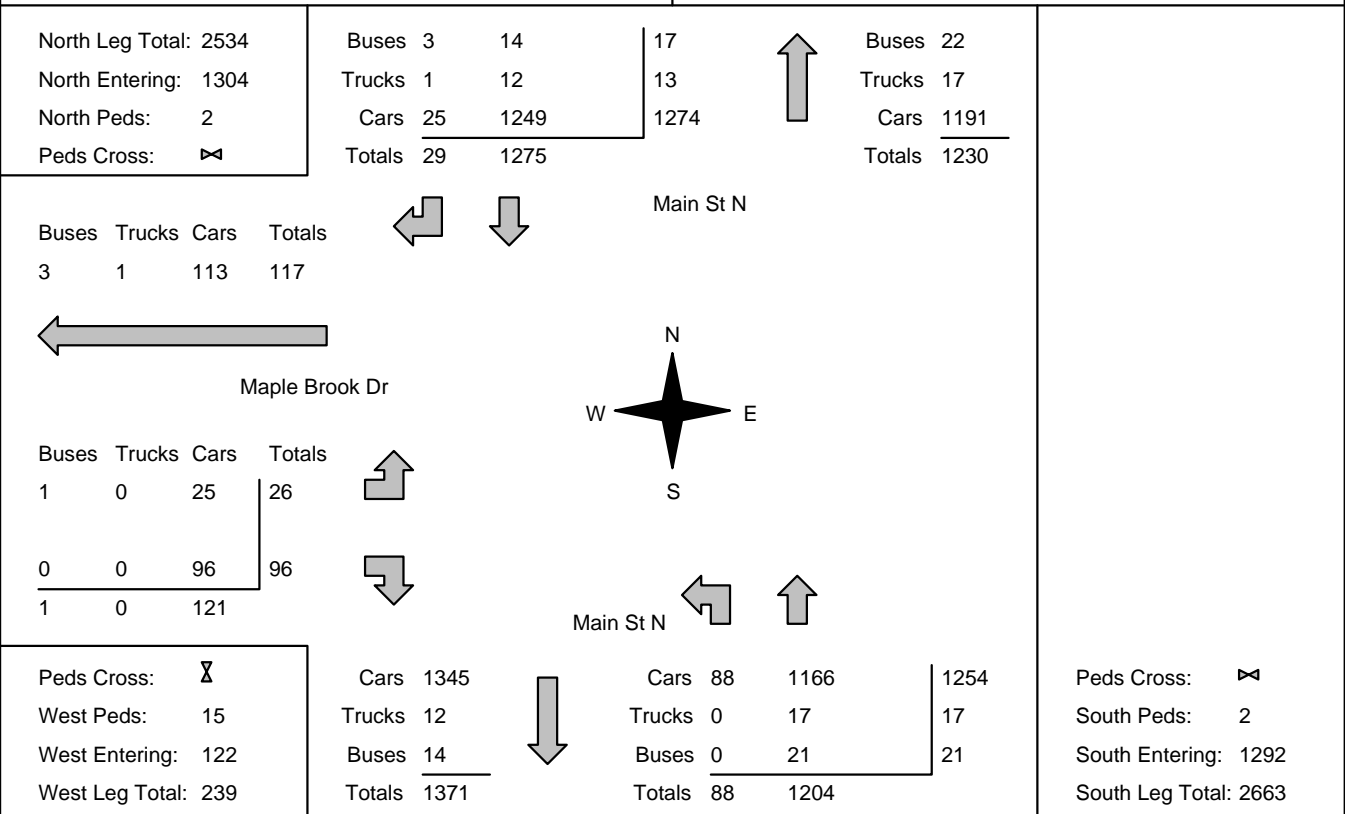 North Leg Total: 2534 Buses 3 14 17 Buses 22
North Entering: 1304 Trucks 1 12 13 Trucks 17
North Peds: 2 Cars 25 1249 1274 Cars 1191
Peds Cross: Totals 29 1275 Totals 1230
Main St N
Buses Trucks Cars Totals
3 1 113 117
N
Maple Brook Dr
W E
Buses Trucks Cars Totals
1 0 25 26
S
0 0 96 96
1 0 121
Main St N
Peds Cross: Cars 1345 Cars 88 1166 1254 Peds Cross:
West Peds: 15 Trucks 12 Trucks 0 17 17 South Peds: 2
West Entering: 122 Buses 14 Buses 0 21 21 South Entering: 1292
West Leg Total: 239 Totals 1371 Totals 88 1204 South Leg Total: 2663